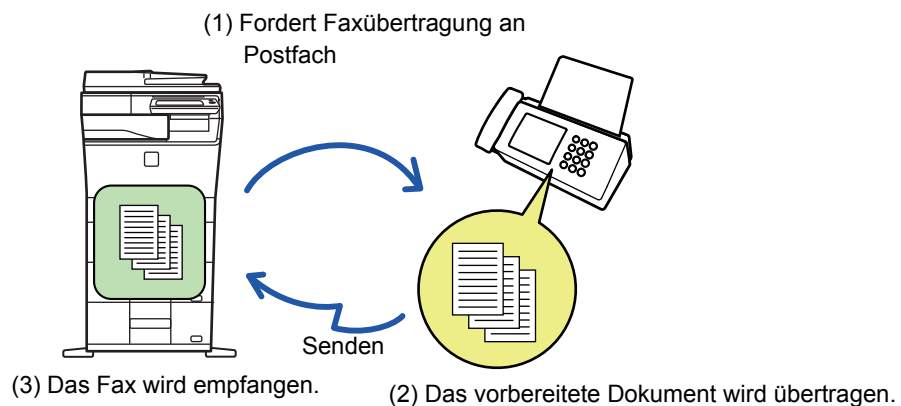 (1) Fordert Faxübertragung an
Postfach
Senden
(3) Das Fax wird empfangen.
(2) Das vorbereitete Dokument wird übertragen.